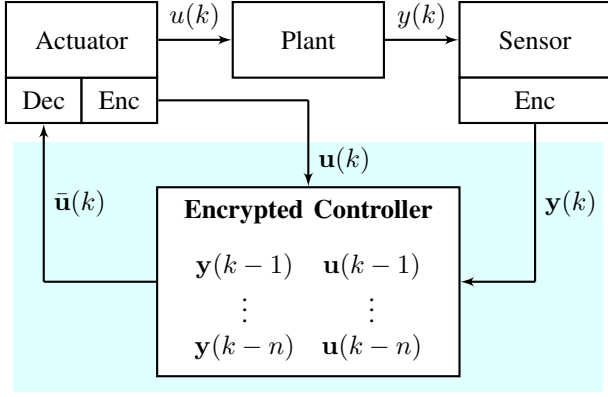 Actuator
u(k)
Plant
y(k)
Sensor
Dec
Enc
Enc
ū(k)
𝐮(k)
𝐲(k)
Encrypted Controller
𝐲(k − 1) 𝐮(k − 1)
⋮ ⋮
𝐲(k − n) 𝐮(k − n)